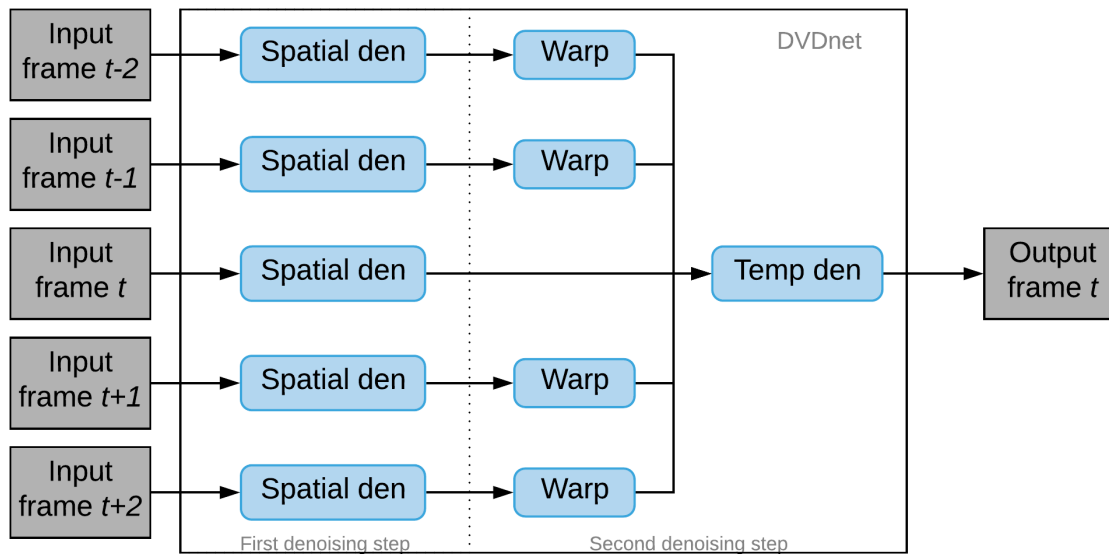 Input
frame t-2
Spatial den
Warp
DVDnet
Input
frame t-1
Spatial den
Warp
Input
frame t
Spatial den
Temp den
Output
frame t
Input
frame t+1
Spatial den
Warp
Input
frame t+2
Spatial den
Warp
First denoising step
Second denoising step